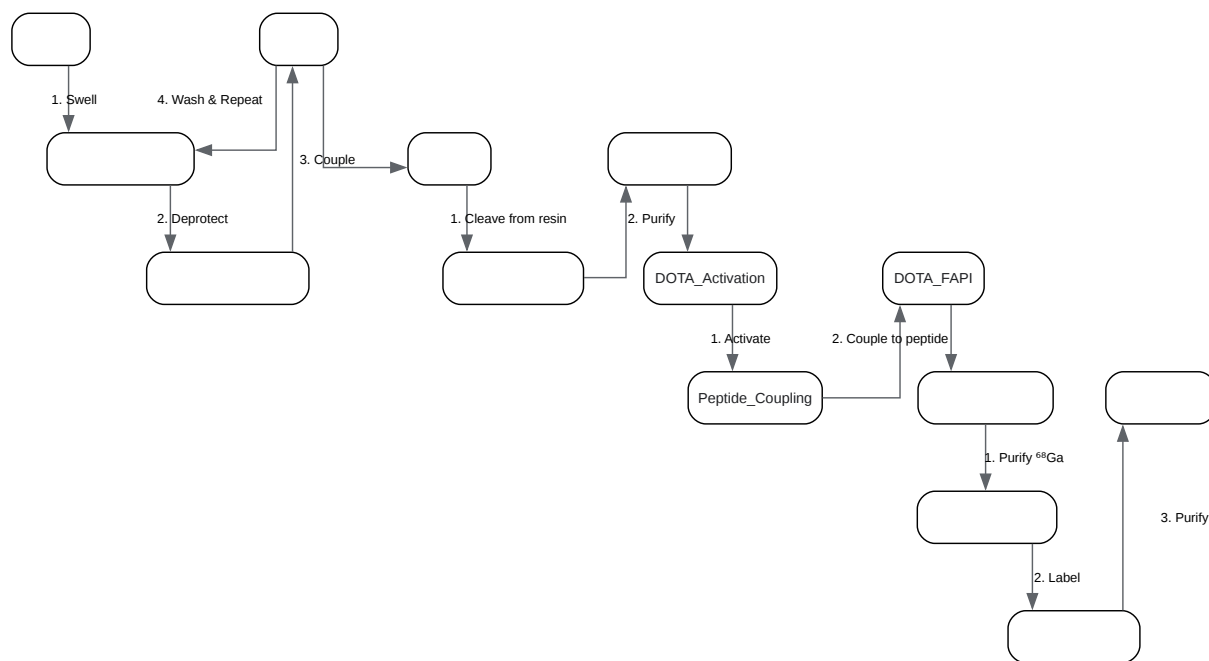 1. Swell
4. Wash & Repeat
3. Couple
2. Deprotect
1. Cleave from resin
2. Purify
DOTA_Activation
DOTA_FAPI
1. Activate
2. Couple to peptide
Peptide_Coupling
1. Purify ⁶⁸Ga
3. Purify
2. Label